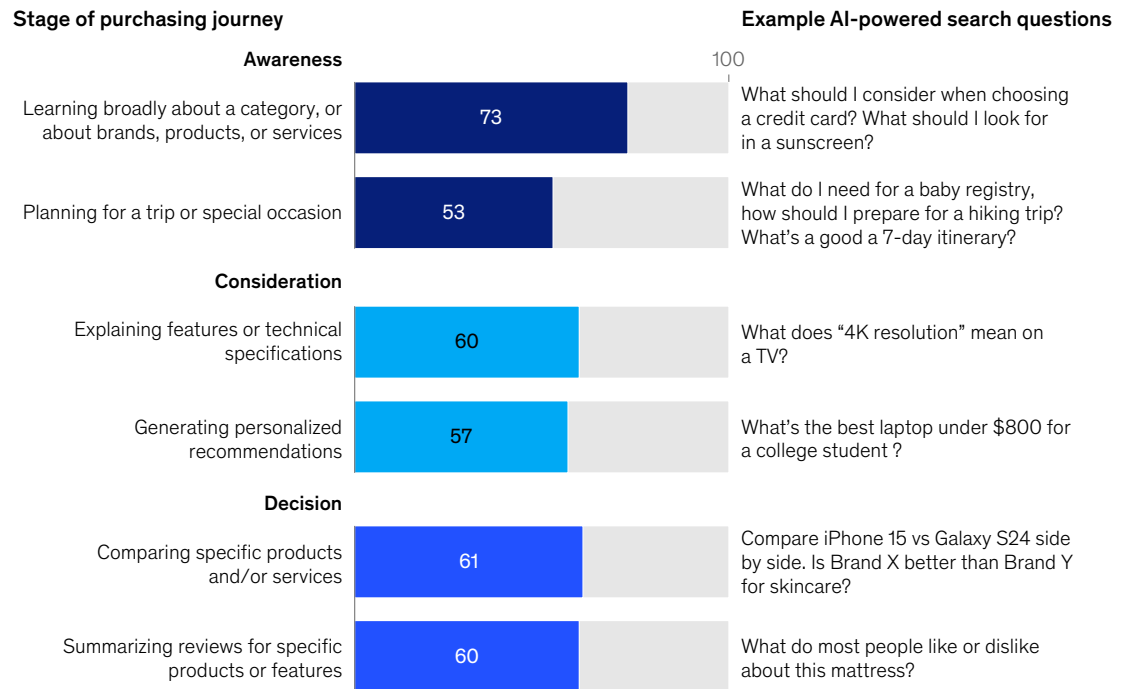 Stage of purchasing journey
Example AI-powered search questions
Awareness
100
Learning broadly about a category, or
about brands, products, or services
73
What should I consider when choosing
a credit card? What should I look for
in a sunscreen?
Planning for a trip or special occasion
53
What do I need for a baby registry,
how should I prepare for a hiking trip?
What's a good a 7-day itinerary?
Consideration
Explaining features or technical
specifications
60
What does “4K resolution” mean on
a TV?
Generating personalized
recommendations
57
What's the best laptop under $800 for
a college student ?
Decision
Comparing specific products
and/or services
61
Compare iPhone 15 vs Galaxy S24 side
by side. Is Brand X better than Brand Y
for skincare?
Summarizing reviews for specific
products or features
60
What do most people like or dislike
about this mattress?